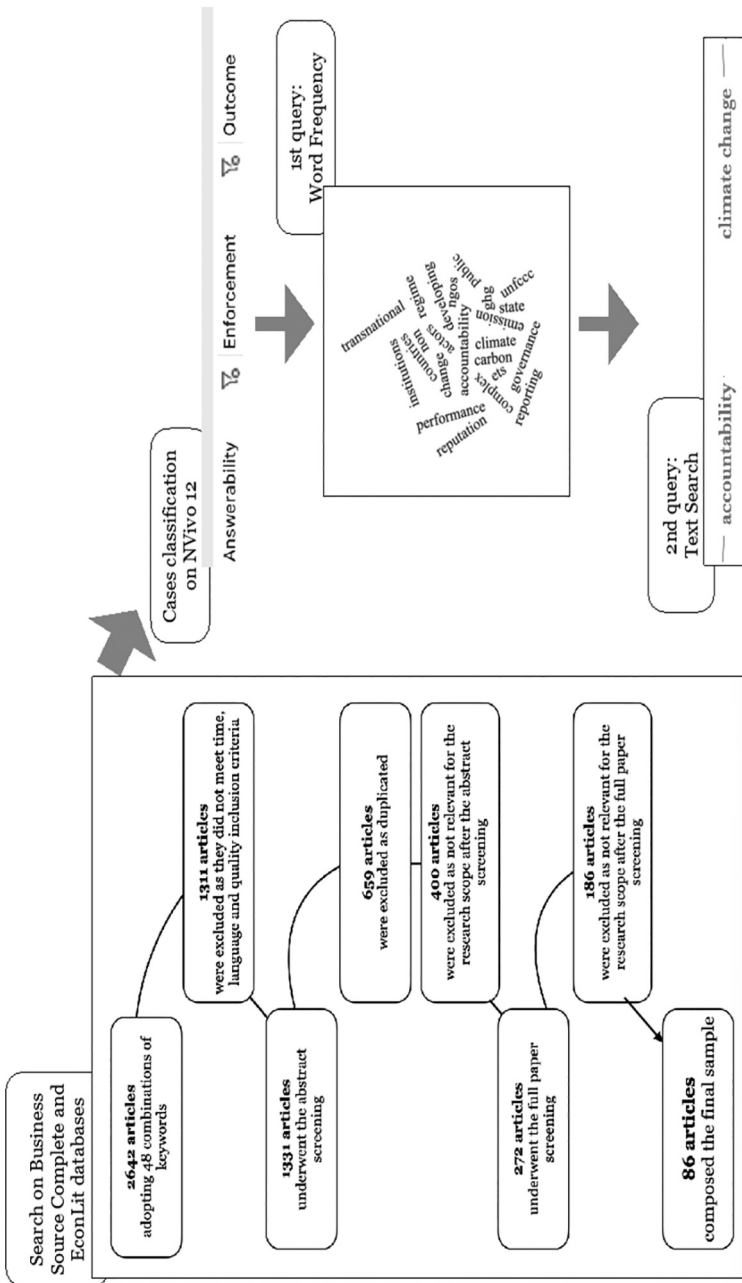 Search on Business
Source Complete and
EconLit databases
2642 articles
adopting 48 combinations of
keywords
1311 articles
were excluded as they did not meet time,
language and quality inclusion criteria
1331 articles
underwent the abstract
screening
659 articles
were excluded as duplicated
400 articles
were excluded as not relevant for the
research scope after the abstract
screening
272 articles
underwent the full paper
screening
186 articles
were excluded as not relevant for the
research scope after the full paper
screening
86 articles
composed the final sample
Cases classification
on NVivo 12
Answerability
Enforcement
Outcome
1st query:
Word Frequency
transnational
institutions
countries
non
regime
change
actors
developing
ngos
public
accountability
performance
reputation
climate
carbon
emission
ghg
state
unfccc
complex
ets
governance
reporting
2nd query:
Text Search
accountability
climate change